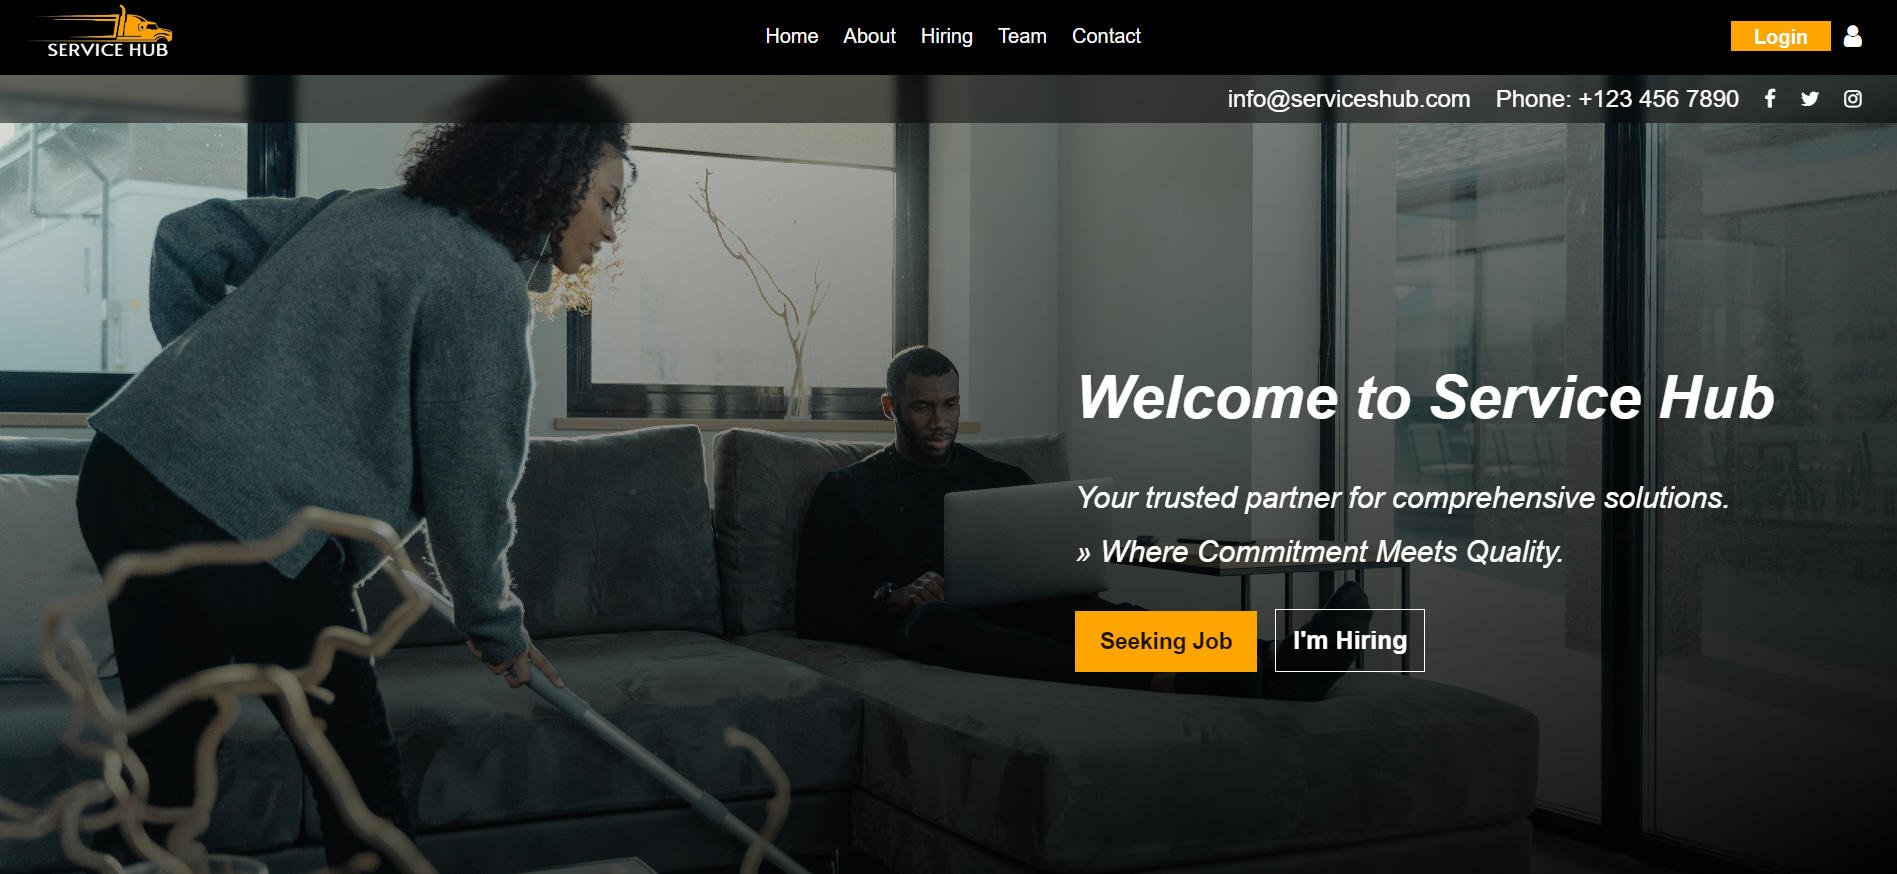 SERVICE HUB
Home About Hiring Team Contact
Login
info@serviceshub.com Phone: +123 456 7890
Welcome to Service Hub
Your trusted partner for comprehensive solutions.
» Where Commitment Meets Quality.
Seeking Job
I'm Hiring